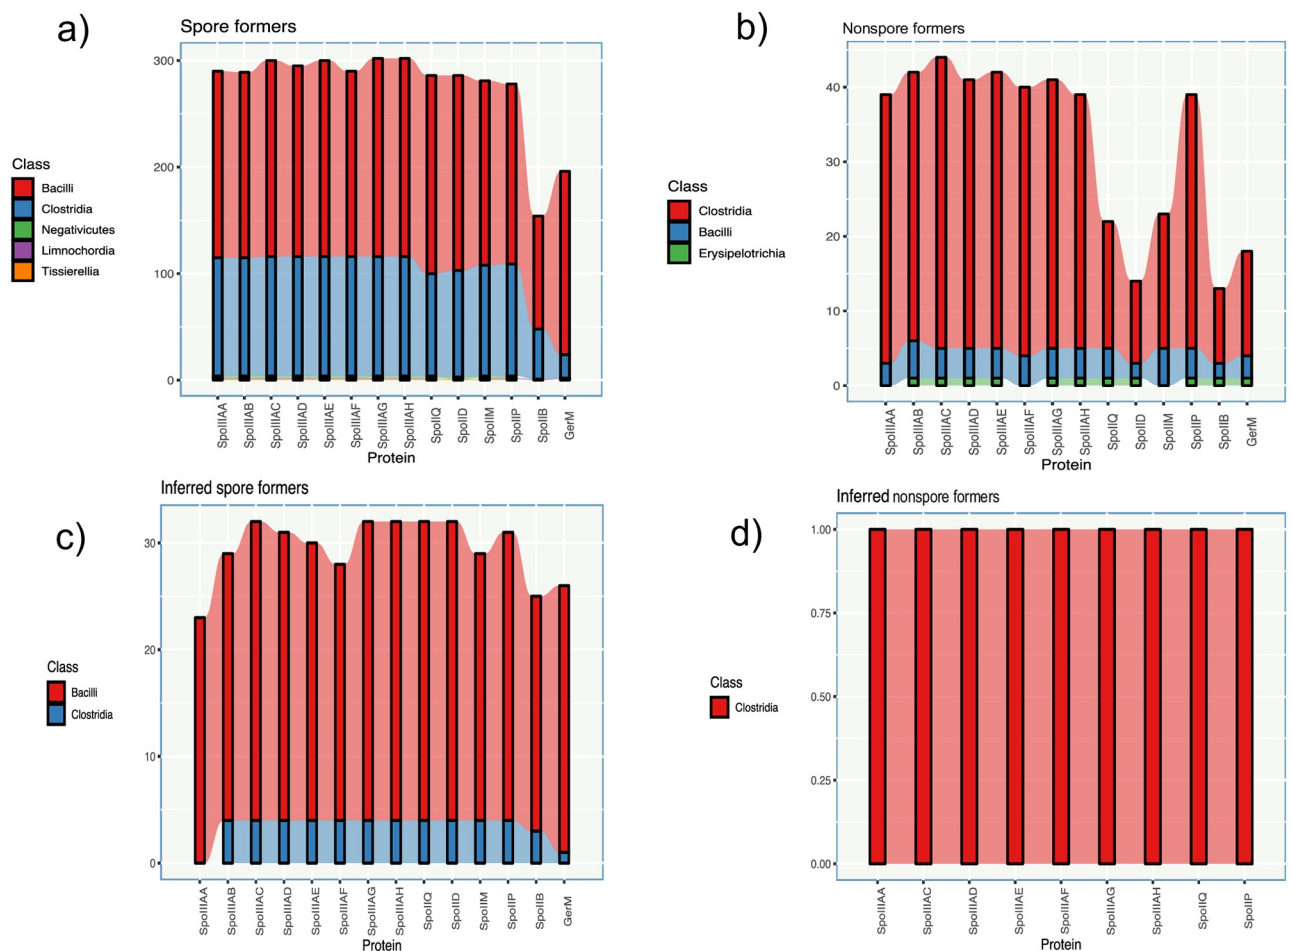 a)
Spore formers
300
200
100
0
Class
Bacilli
Clostridia
Negativicutes
Limnochordia
Tissierellia
SpoIIIAA
SpoIIIAB
SpoIIIAC
SpoIIIAD
SpoIIIAE
SpoIIIAF
SpoIIIAG
SpoIIIAH
SpoIIQ
SpoIID
SpoIIM
SpoIIP
SpoIIB
GerM
Protein
b)
Nonspore formers
40
30
20
10
0
Class
Clostridia
Bacilli
Erysipelotrichia
SpoIIIAA
SpoIIIAB
SpoIIIAC
SpoIIIAD
SpoIIIAE
SpoIIIAF
SpoIIIAG
SpoIIIAH
SpoIIQ
SpoIID
SpoIIM
SpoIIP
SpoIIB
GerM
Protein
c)
Inferred spore formers
30
20
10
0
Class
Bacilli
Clostridia
SpoIIIAA
SpoIIIAB
SpoIIIAC
SpoIIIAD
SpoIIIAE
SpoIIIAF
SpoIIIAG
SpoIIIAH
SpoIIQ
SpoIID
SpoIIM
SpoIIP
SpoIIB
GerM
Protein
d)
Inferred nonspore formers
1.00
0.75
0.50
0.25
0.00
Class
Clostridia
SpoIIIAA
SpoIIIAC
SpoIIIAD
SpoIIIAE
SpoIIIAF
SpoIIIAG
SpoIIIAH
SpoIIQ
SpoIIP
Protein